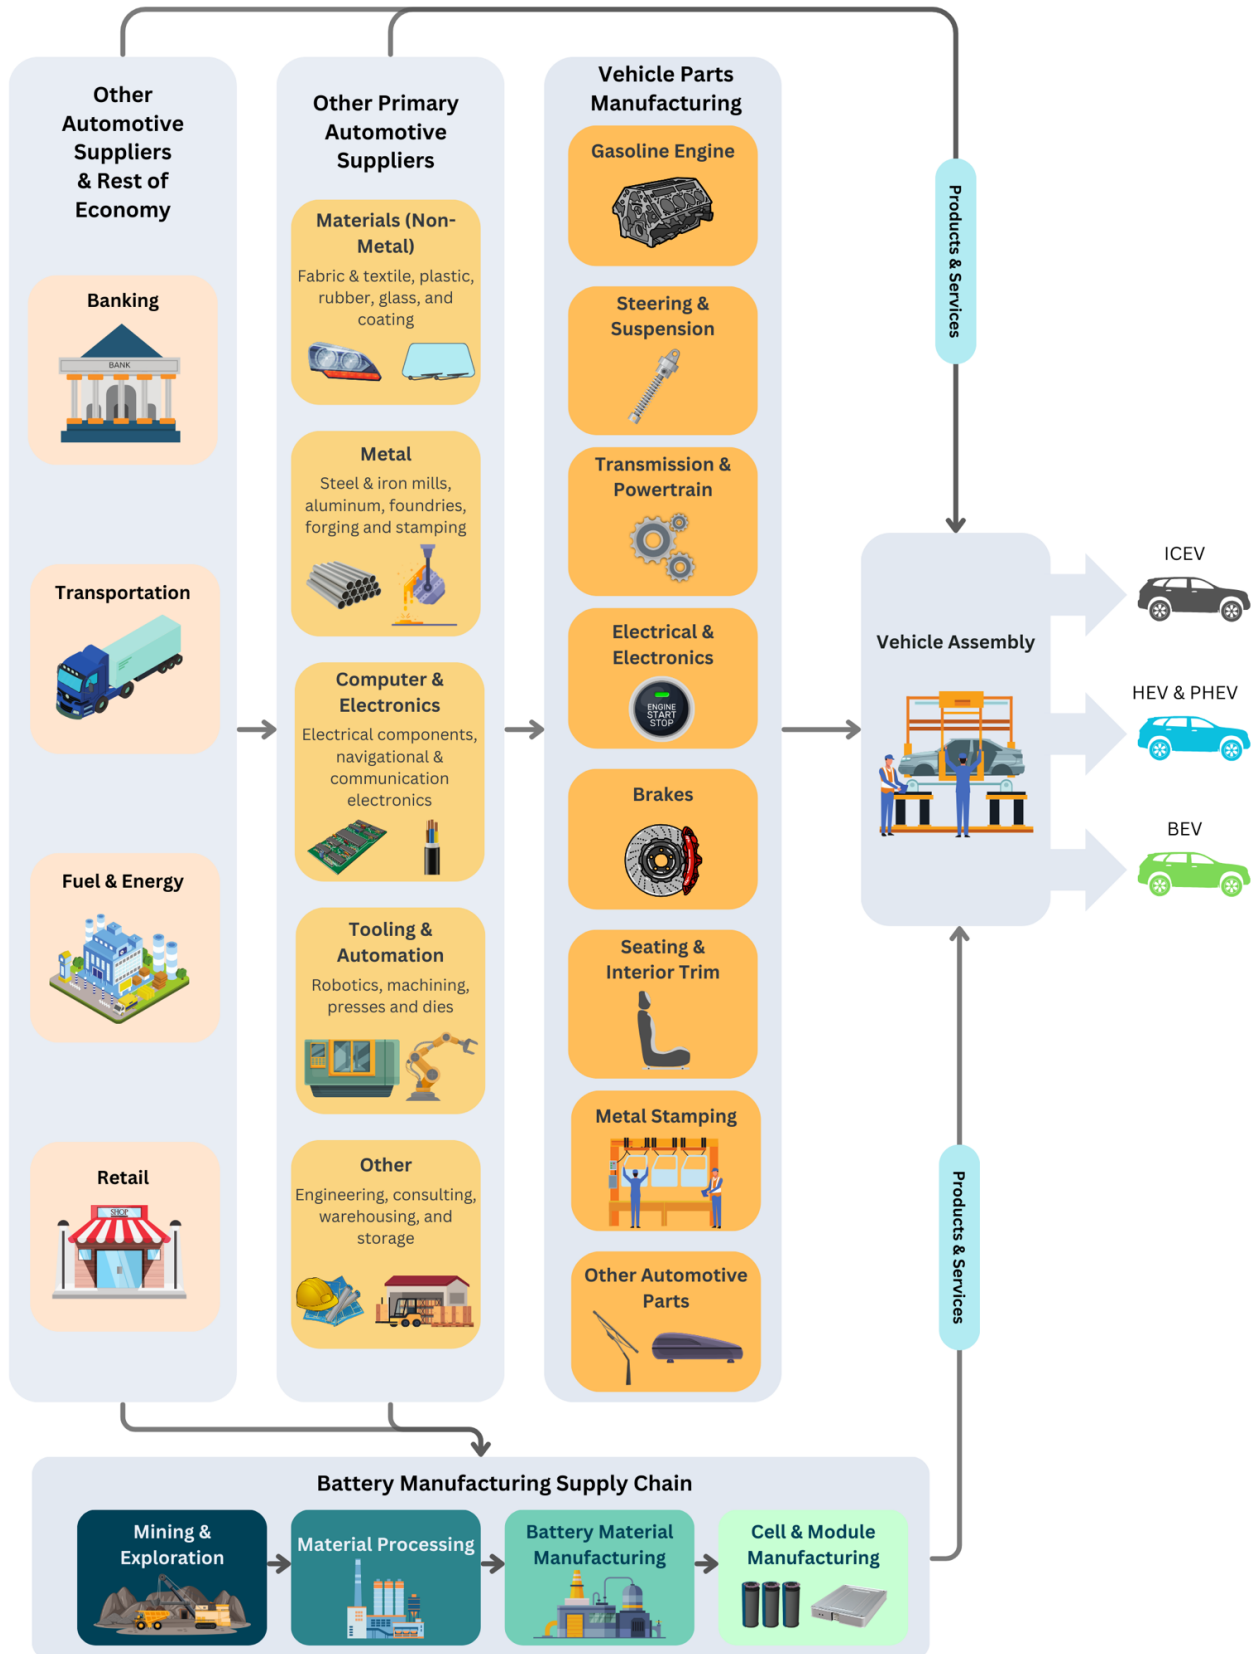 Other
Automotive
Suppliers
& Rest of
Economy
Banking
BANK
Transportation
Fuel & Energy
Retail
SHOP
Other Primary
Automotive
Suppliers
Materials (Non-
Metal)
Fabric & textile, plastic,
rubber, glass, and
coating
Metal
Steel & iron mills,
aluminum, foundries,
forging and stamping
Computer &
Electronics
Electrical components,
navigational &
communication
electronics
Tooling &
Automation
Robotics, machining,
presses and dies
Other
Engineering, consulting,
warehousing, and
storage
Vehicle Parts
Manufacturing
Gasoline Engine
Steering &
Suspension
Transmission &
Powertrain
Electrical &
Electronics
ENGINE
START
STOP
Brakes
Seating &
Interior Trim
Metal Stamping
Other Automotive
Parts
Products & Services
Vehicle Assembly
ICEV
HEV & PHEV
BEV
Products & Services
Battery Manufacturing Supply Chain
Mining &
Exploration
Material Processing
Battery Material
Manufacturing
Cell & Module
Manufacturing